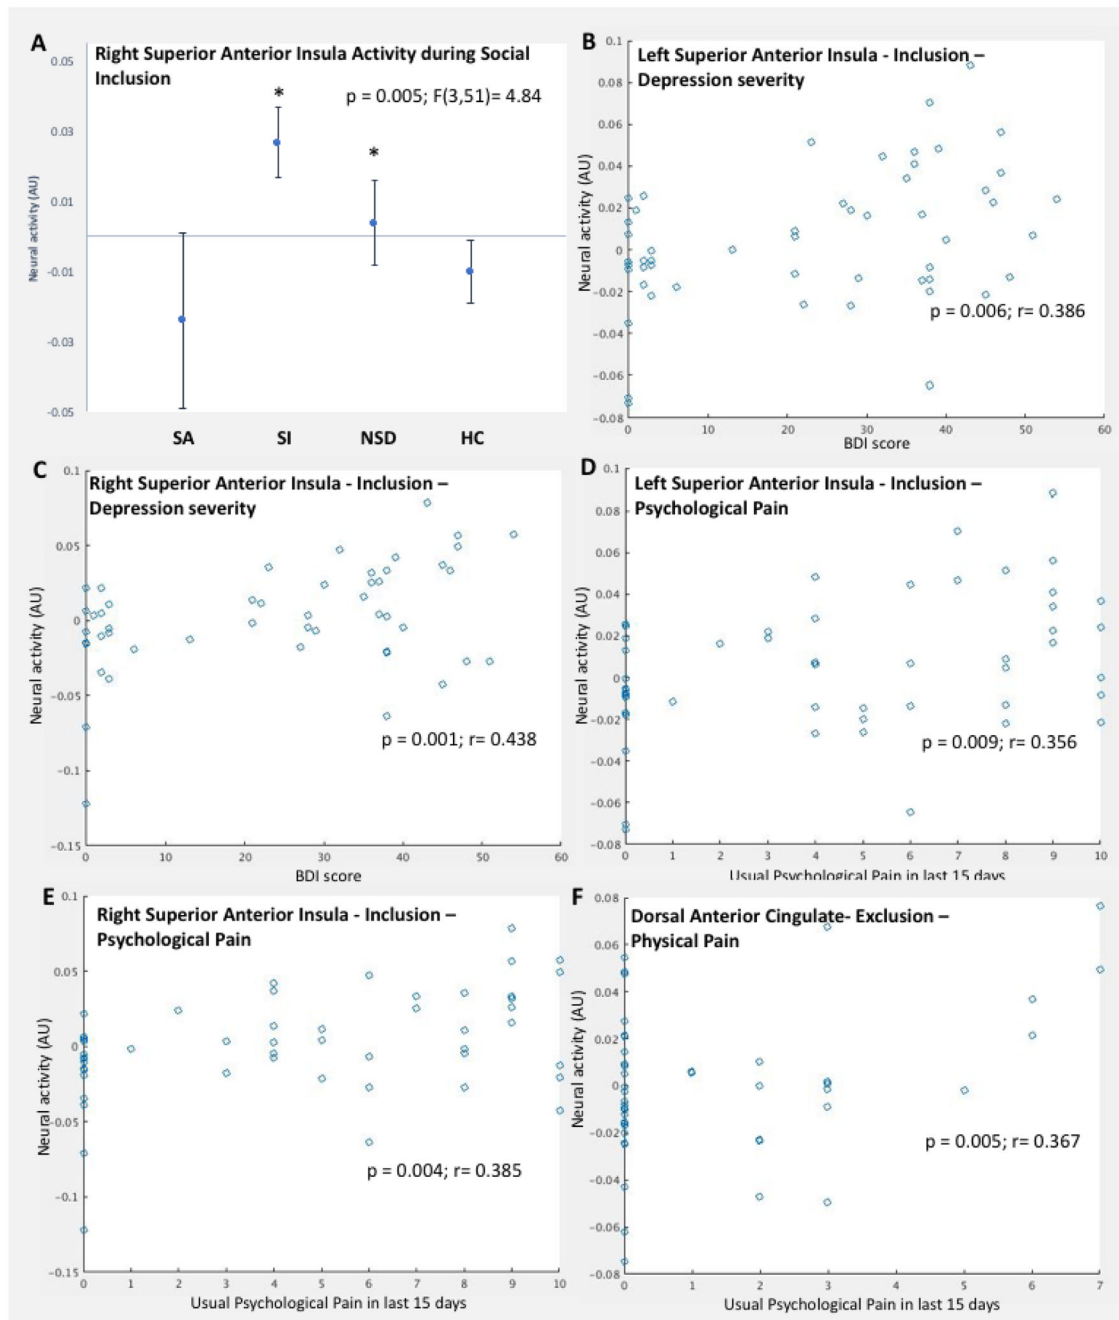 A
Right Superior Anterior Insula Activity during Social
Inclusion
p = 0.005; F(3,51)= 4.84
*
*
Neural activity (AU)
0.05
0.03
0.01
-0.01
-0.03
-0.05
SA SI NSD HC
B
Left Superior Anterior Insula - Inclusion –
Depression severity
Neural activity (AU)
0.1
0.08
0.06
0.04
0.02
0
−0.02
−0.04
−0.06
−0.08
p = 0.006; r= 0.386
0 10 20 30 40 50 60
BDI score
C
Right Superior Anterior Insula - Inclusion –
Depression severity
Neural activity (AU)
0.1
0.05
0
−0.05
−0.1
−0.15
p = 0.001; r= 0.438
0 10 20 30 40 50 60
BDI score
D
Left Superior Anterior Insula - Inclusion –
Psychological Pain
Neural activity (AU)
0.1
0.08
0.06
0.04
0.02
0
−0.02
−0.04
−0.06
−0.08
p = 0.009; r= 0.356
0 1 2 3 4 5 6 7 8 9 10
Usual Psychological Pain in last 15 days
E
Right Superior Anterior Insula - Inclusion –
Psychological Pain
Neural activity (AU)
0.1
0.05
0
−0.05
−0.1
−0.15
p = 0.004; r= 0.385
0 1 2 3 4 5 6 7 8 9 10
Usual Psychological Pain in last 15 days
F
Dorsal Anterior Cingulate- Exclusion –
Physical Pain
Neural activity (AU)
0.08
0.06
0.04
0.02
0
−0.02
−0.04
−0.06
−0.08
p = 0.005; r= 0.367
0 1 2 3 4 5 6 7
Usual Psychological Pain in last 15 days